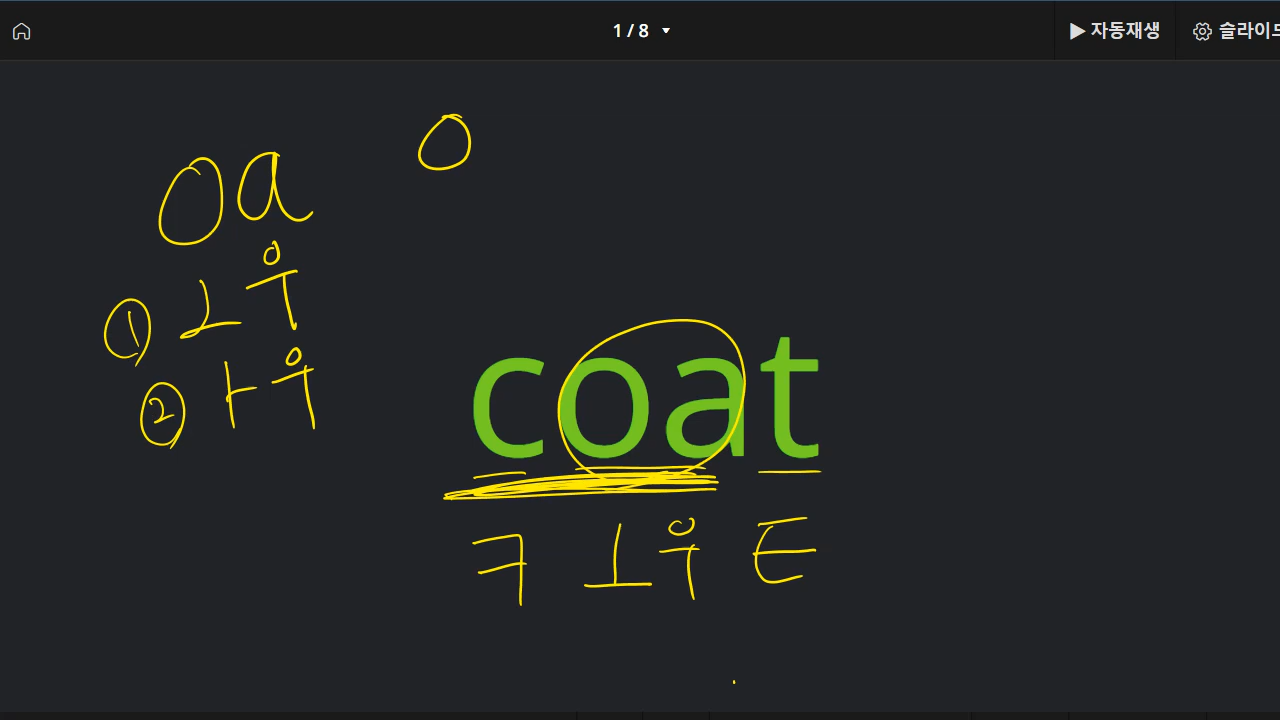 1 / 8 ▼ ▶ 자동재생 슬라이드
o
oa
① ㅗ우
② ㅏ우
coat
ㅋ ㅗ우 ㅌ